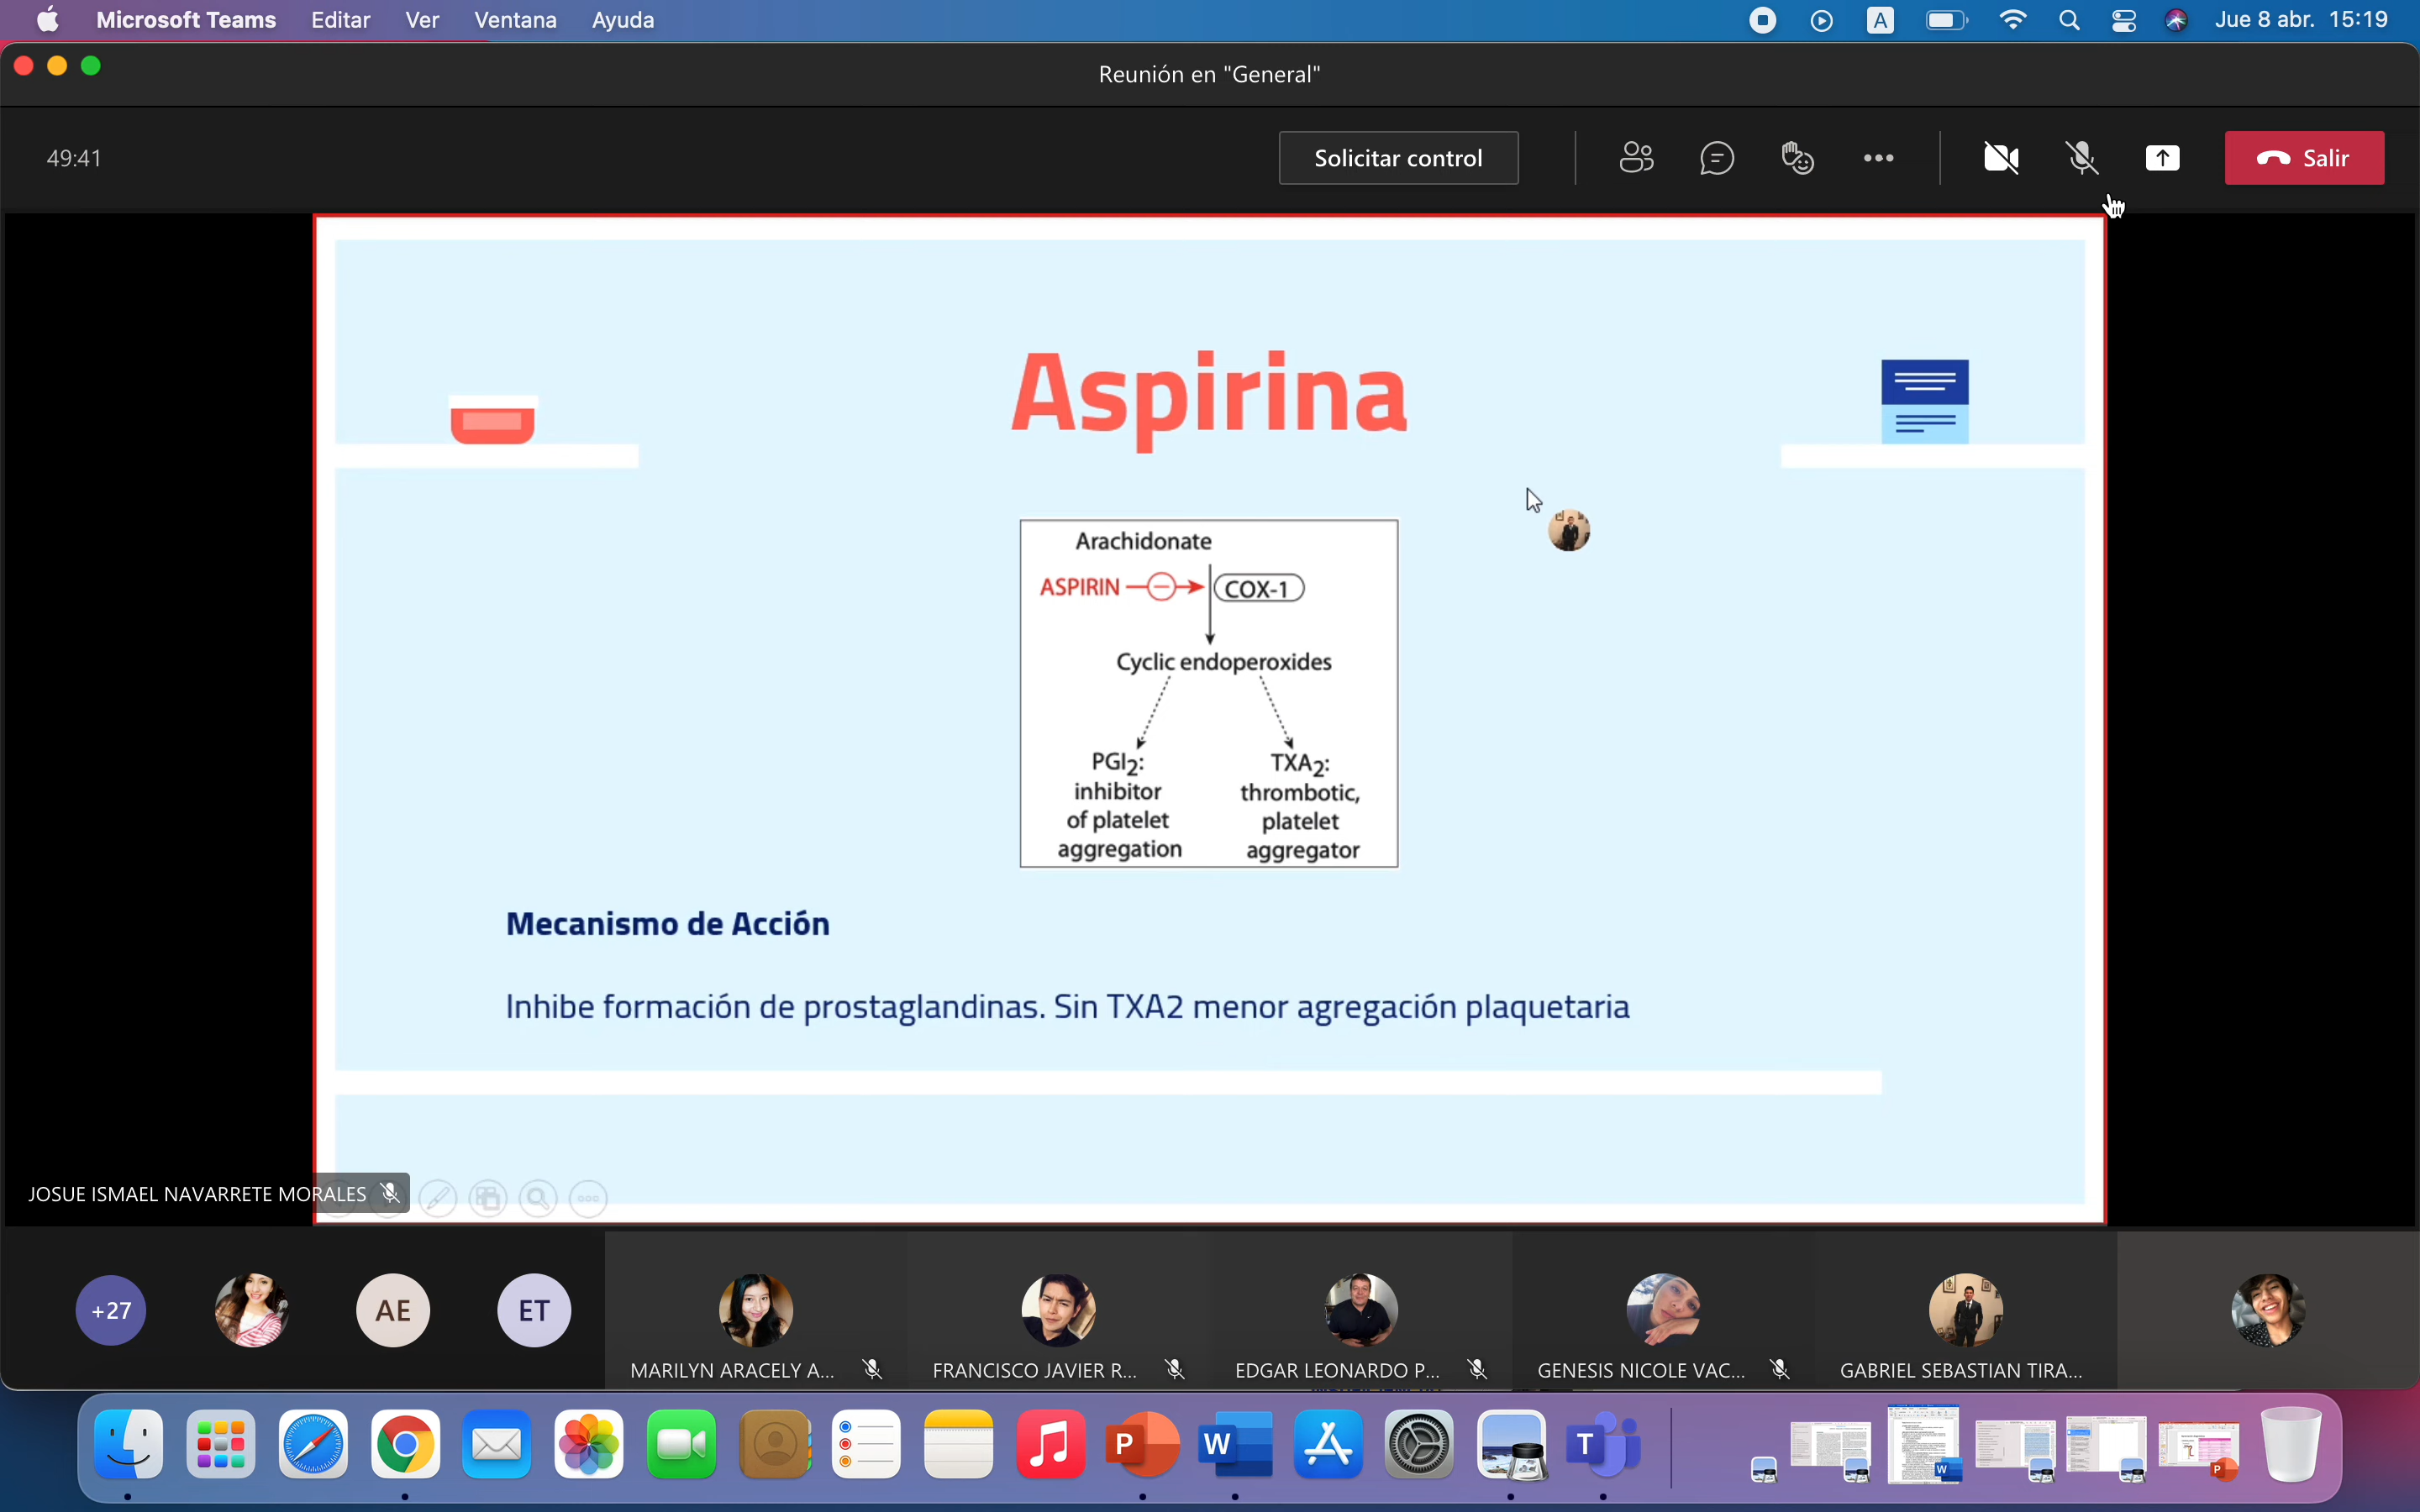 Microsoft Teams Editar Ver Ventana Ayuda
A
Jue 8 abr. 15:19
Reunión en "General"
49:41
Solicitar control
Salir
Aspirina
Arachidonate
ASPIRIN COX-1
Cyclic endoperoxides
PGI2: TXA2:
inhibitor thrombotic,
of platelet platelet
aggregation aggregator
Mecanismo de Acción
Inhibe formación de prostaglandinas. Sin TXA2 menor agregación plaquetaria
JOSUE ISMAEL NAVARRETE MORALES
+27 AE ET
MARILYN ARACELY A... FRANCISCO JAVIER R... EDGAR LEONARDO P... GENESIS NICOLE VAC... GABRIEL SEBASTIAN TIRA...
P W T